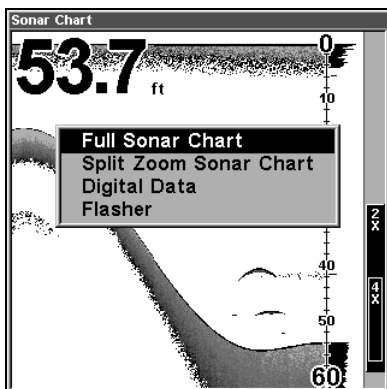 Sonar Chart
53.7 ft
0
10
Full Sonar Chart
Split Zoom Sonar Chart
Digital Data
Flasher
2X
40
4X
50
60